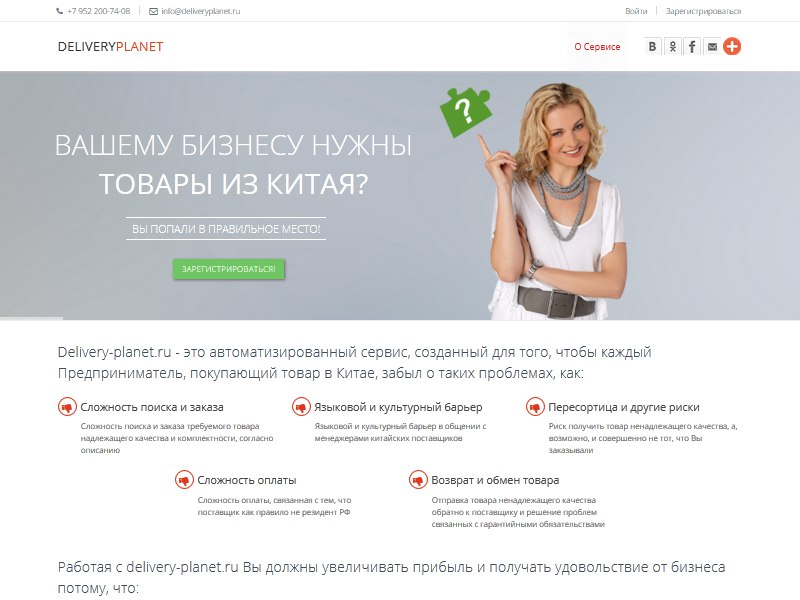 +7 952 200-74-08
info@deliveryplanet.ru
Войти
Зарегистрироваться
DELIVERYPLANET
О Сервисе
ВАШЕМУ БИЗНЕСУ НУЖНЫ
ТОВАРЫ ИЗ КИТАЯ?
ВЫ ПОПАЛИ В ПРАВИЛЬНОЕ МЕСТО!
ЗАРЕГИСТРИРОВАТЬСЯ!
?
Delivery-planet.ru - это автоматизированный сервис, созданный для того, чтобы каждый
Предприниматель, покупающий товар в Китае, забыл о таких проблемах, как:
Сложность поиска и заказа
Сложность поиска и заказа требуемого товара
надлежащего качества и комплектности, согласно
описанию
Языковой и культурный барьер
Языковой и культурный барьер в общении с
менеджерами китайских поставщиков
Пересортица и другие риски
Риск получить товар ненадлежащего качества, а,
возможно, и совершенно не тот, что Вы
заказывали
Сложность оплаты
Сложность оплаты, связанная с тем, что
поставщик как правило не резидент РФ
Возврат и обмен товара
Отправка товара ненадлежащего качества
обратно к поставщику и решение проблем
связанных с гарантийными обязательствами
Работая с delivery-planet.ru Вы должны увеличивать прибыль и получать удовольствие от бизнеса
потому, что: